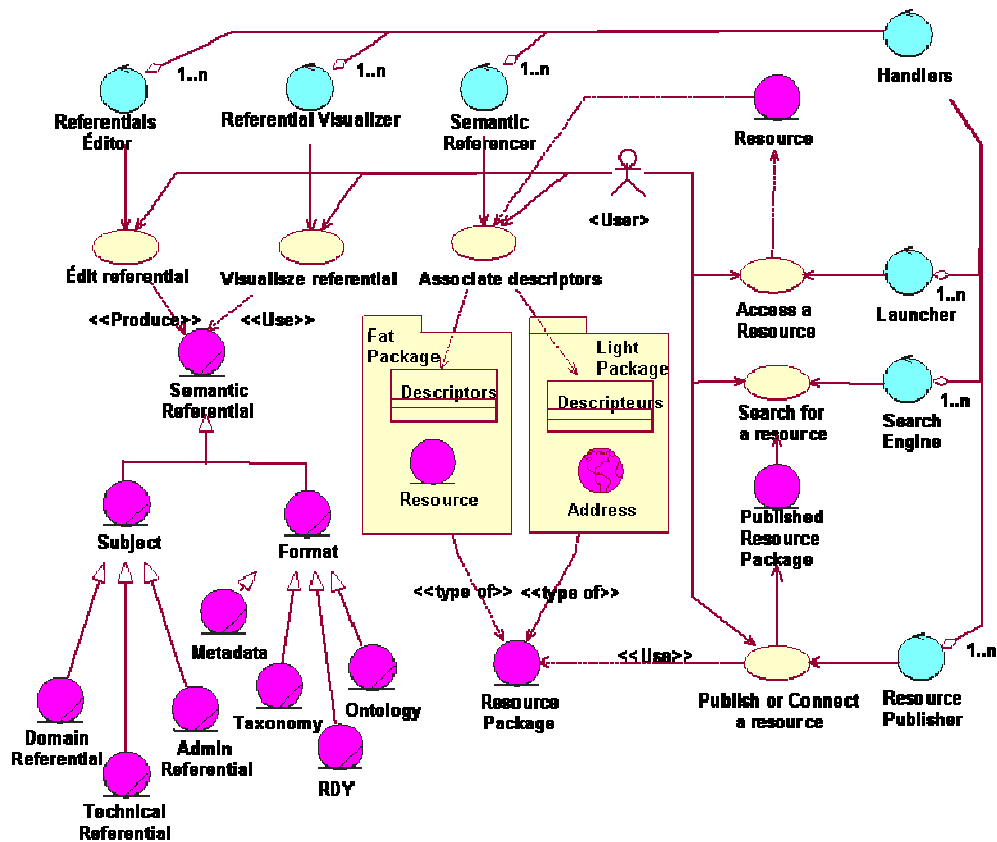 Handlers
1..n
1..n
1..n
Referentials
Éditor
Referential Visualizer
Semantic
Referencer
Resource
<User>
Édit referential
Visualisze referential
Associate descriptors
Access a
Resource
1..n
Launcher
<<Produce>>
<<Use>>
Semantic
Referential
Fat
Package
Descriptors
Resource
Light
Package
Descripteurs
Address
Search for
a resource
1..n
Search
Engine
Published
Resource
Package
Subject
Format
Metadata
Taxonomy
Ontology
RDY
Domain
Referential
Admin
Referential
Technical
Referential
<<type of>>
<<type of>>
Resource
Package
<<Use>>
Publish or Connect
a resource
1..n
Resource
Publisher